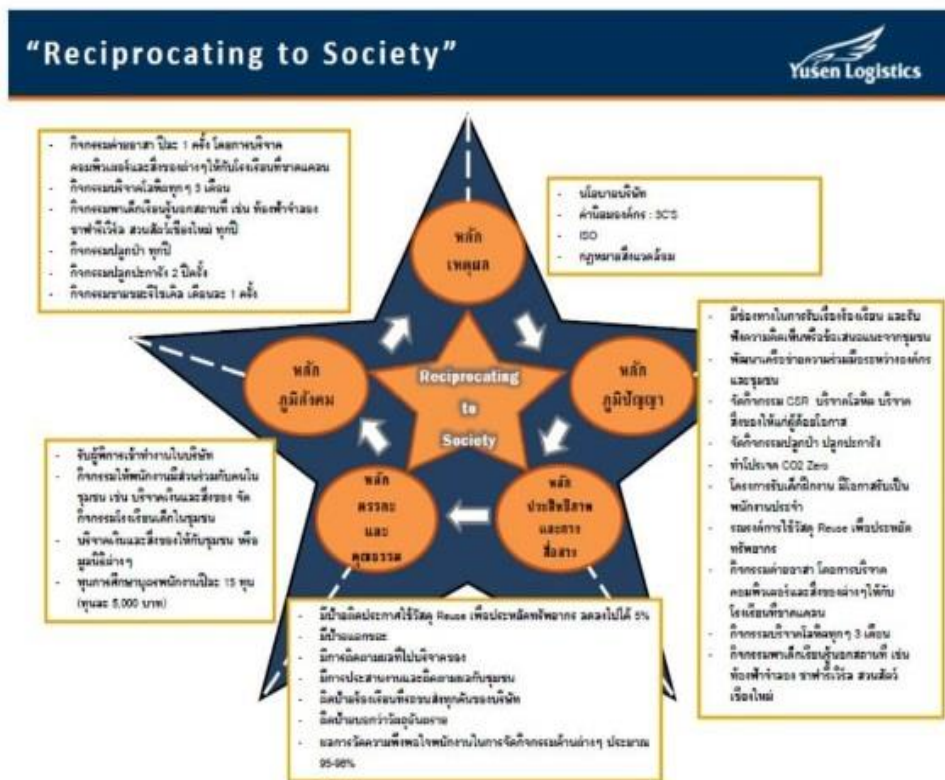 “Reciprocating to Society”
Yusen Logistics
- กิจกรรมค่ายอาสา ปีละ 1 ครั้ง โดยการบริจาค
คอมพิวเตอร์และสิ่งของต่างๆให้กับโรงเรียนที่ขาดแคลน
- กิจกรรมบริจาคโลหิตทุกๆ 3 เดือน
- กิจกรรมพาเด็กเรียนรู้นอกสถานที่ เช่น ท้องฟ้าจำลอง
ซาฟารีเวิร์ล สวนสัตว์เชียงใหม่ ทุกปี
- กิจกรรมปลูกป่า ทุกปี
- กิจกรรมปลูกปะการัง 2 ปีครั้ง
- กิจกรรมขายขยะรีไซเคิล เดือนละ 1 ครั้ง
หลัก
เหตุผล
- นโยบายบริษัท
- ค่านิยมองค์กร : 3C'S
- ISO
- กฎหมายสิ่งแวดล้อม
หลัก
ภูมิสังคม
Reciprocating
to
Society
หลัก
ภูมิปัญญา
- มีช่องทางในการรับเรื่องร้องเรียน และรับ
ฟังความคิดเห็นหรือข้อเสนอแนะจากชุมชน
- พัฒนาเครือข่ายความร่วมมือระหว่างองค์กร
และชุมชน
- จัดกิจกรรม CSR บริจาคโลหิต บริจาค
สิ่งของให้แก่ผู้ด้อยโอกาส
- จัดกิจกรรมปลูกป่า ปลูกปะการัง
- ทำโปรเจค CO2 Zero
- โครงการรับเด็กฝึกงาน มีโอกาสรับเป็น
พนักงานประจำ
- รณรงค์การใช้วัสดุ Reuse เพื่อประหยัด
ทรัพยากร
- กิจกรรมค่ายอาสา โดยการบริจาค
คอมพิวเตอร์และสิ่งของต่างๆให้กับ
โรงเรียนที่ขาดแคลน
- กิจกรรมบริจาคโลหิตทุกๆ 3 เดือน
- กิจกรรมพาเด็กเรียนรู้นอกสถานที่ เช่น
ท้องฟ้าจำลอง ซาฟารีเวิร์ล สวนสัตว์
เชียงใหม่
- รับผู้พิการเข้าทำงานในบริษัท
- กิจกรรมให้พนักงานมีส่วนร่วมกับคนใน
ชุมชน เช่น บริจาคเงินและสิ่งของ จัด
กิจกรรมโรงเรียนเด็กในชุมชน
- บริจาคเงินและสิ่งของให้กับชุมชน หรือ
มูลนิธิต่างๆ
- ทุนการศึกษาบุตรพนักงานปีละ 15 ทุน
(ทุนละ 5,000 บาท)
หลัก
ตรรกะ
และ
คุณธรรม
หลัก
ประสิทธิภาพ
และการ
สื่อสาร
- มีป้ายติดประกาศใช้วัสดุ Reuse เพื่อประหยัดทรัพยากร ลดลงไปได้ 5%
- มีป้ายแยกขยะ
- มีการติดตามผลที่ไปบริจาคของ
- มีการประสานงานและติดตามผลกับชุมชน
- ติดป้ายร้องเรียนที่รถขนส่งทุกคันของบริษัท
- ติดป้ายบอกว่าวัตถุอันตราย
- ผลการวัดความพึงพอใจพนักงานในการจัดกิจกรรมด้านต่างๆ ประมาณ
95-98%